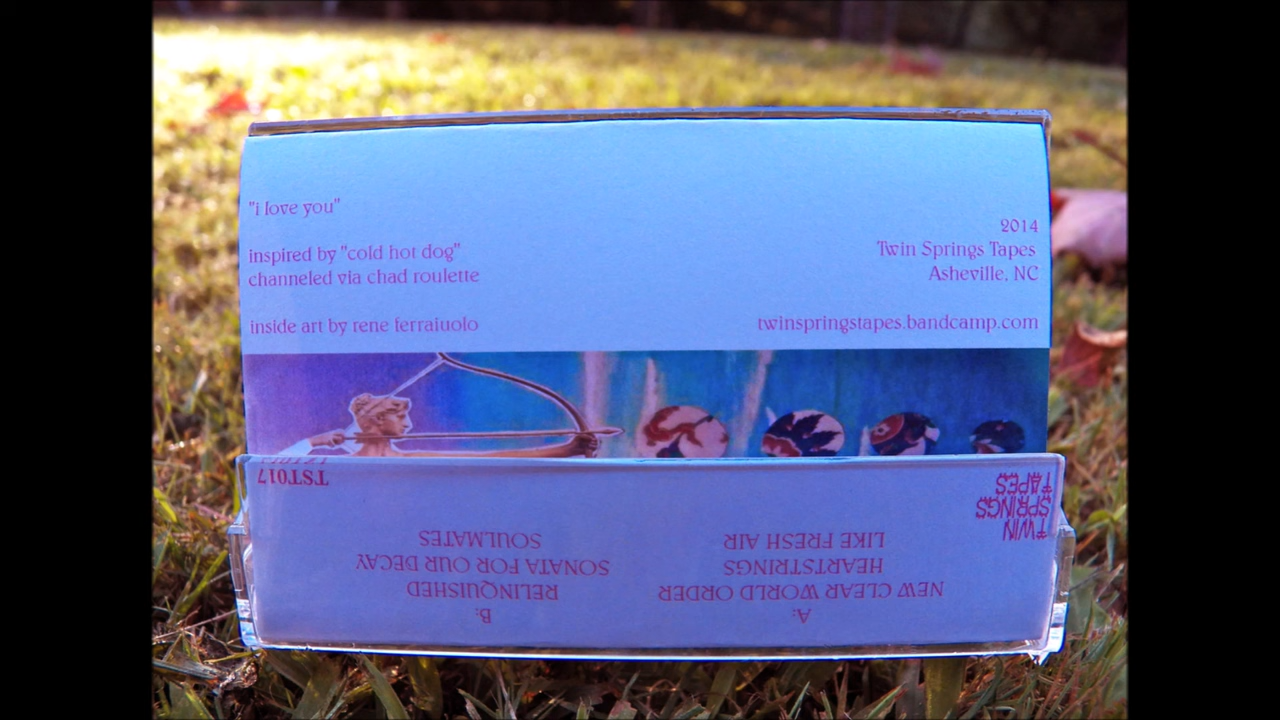 "i love you"
inspired by "cold hot dog"
channeled via chad roulette
inside art by rene ferraiuolo
2014
Twin Springs Tapes
Asheville, NC
twinspringstapes.bandcamp.com
TWIN
SPRINGS
TAPES
A:
NEW CLEAR WORLD ORDER
HEARTSTRINGS
LIKE FRESH AIR
B:
RELINQUISHED
SONATA FOR OUR DECAY
SOULMATES
TST017